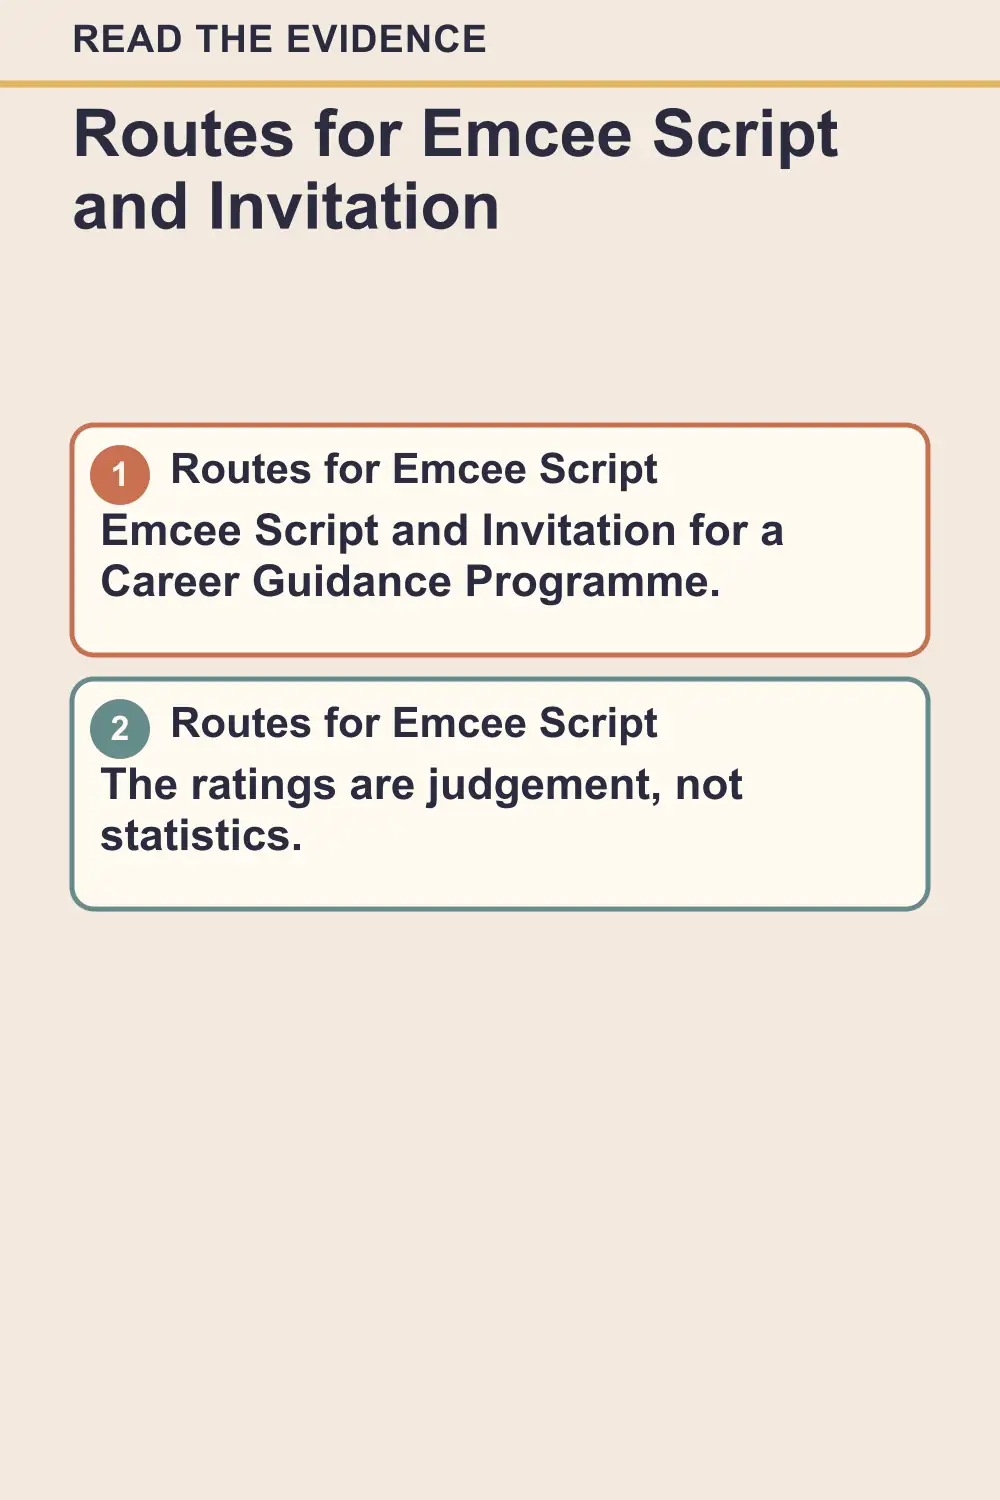 READ THE EVIDENCE
Routes for Emcee Script
and Invitation
1
Routes for Emcee Script
Emcee Script and Invitation for a
Career Guidance Programme.
2
Routes for Emcee Script
The ratings are judgement, not
statistics.